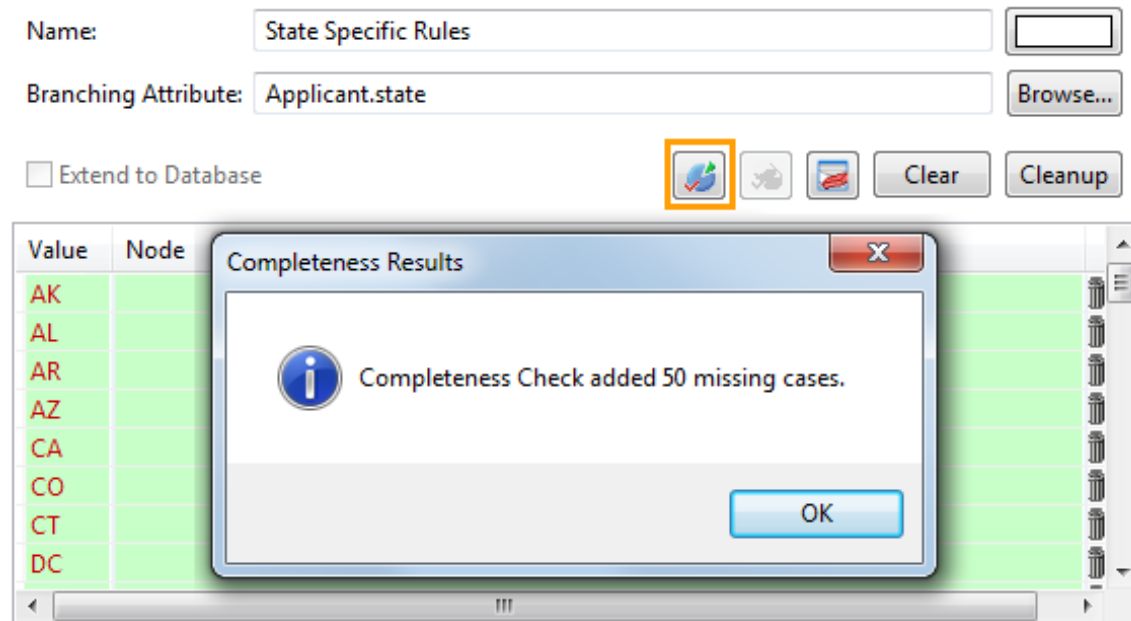 Name: State Specific Rules
Branching Attribute: Applicant.state Browse...
Extend to Database Clear Cleanup
Value Node
Completeness Results
AK
AL
AR
Completeness Check added 50 missing cases.
AZ
CA
CO
CT
OK
DC